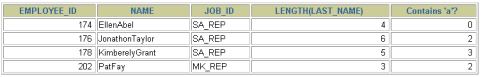 EMPLOYEE_ID NAME JOB_ID LENGTH(LAST_NAME) Contains 'a'?
174 EllenAbel SA_REP 4 0
176 JonathonTaylor SA_REP 6 2
178 KimberelyGrant SA_REP 5 3
202 PatFay MK_REP 3 2